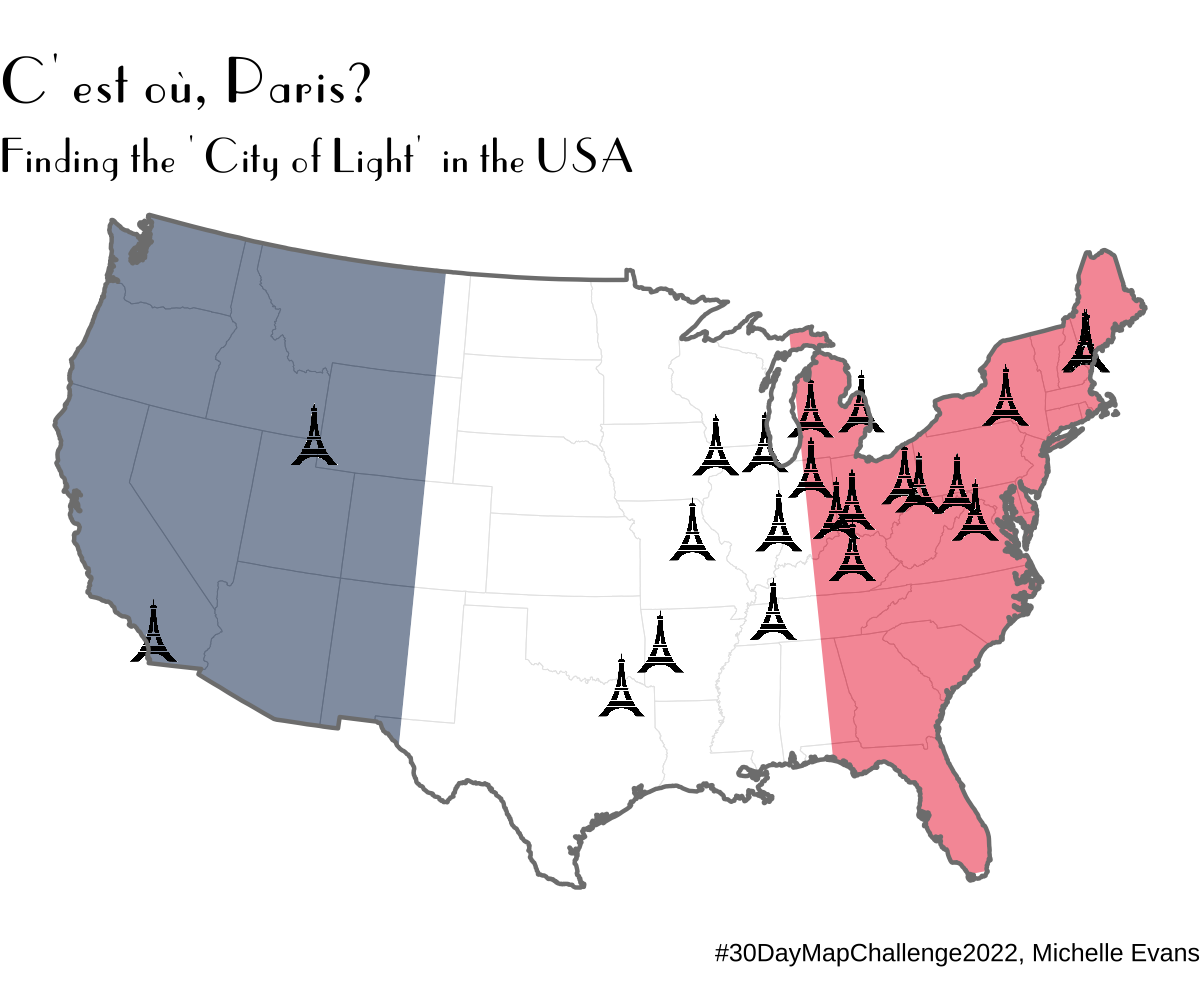 C'est où, Paris?
Finding the 'City of Light' in the USA
#30DayMapChallenge2022, Michelle Evans